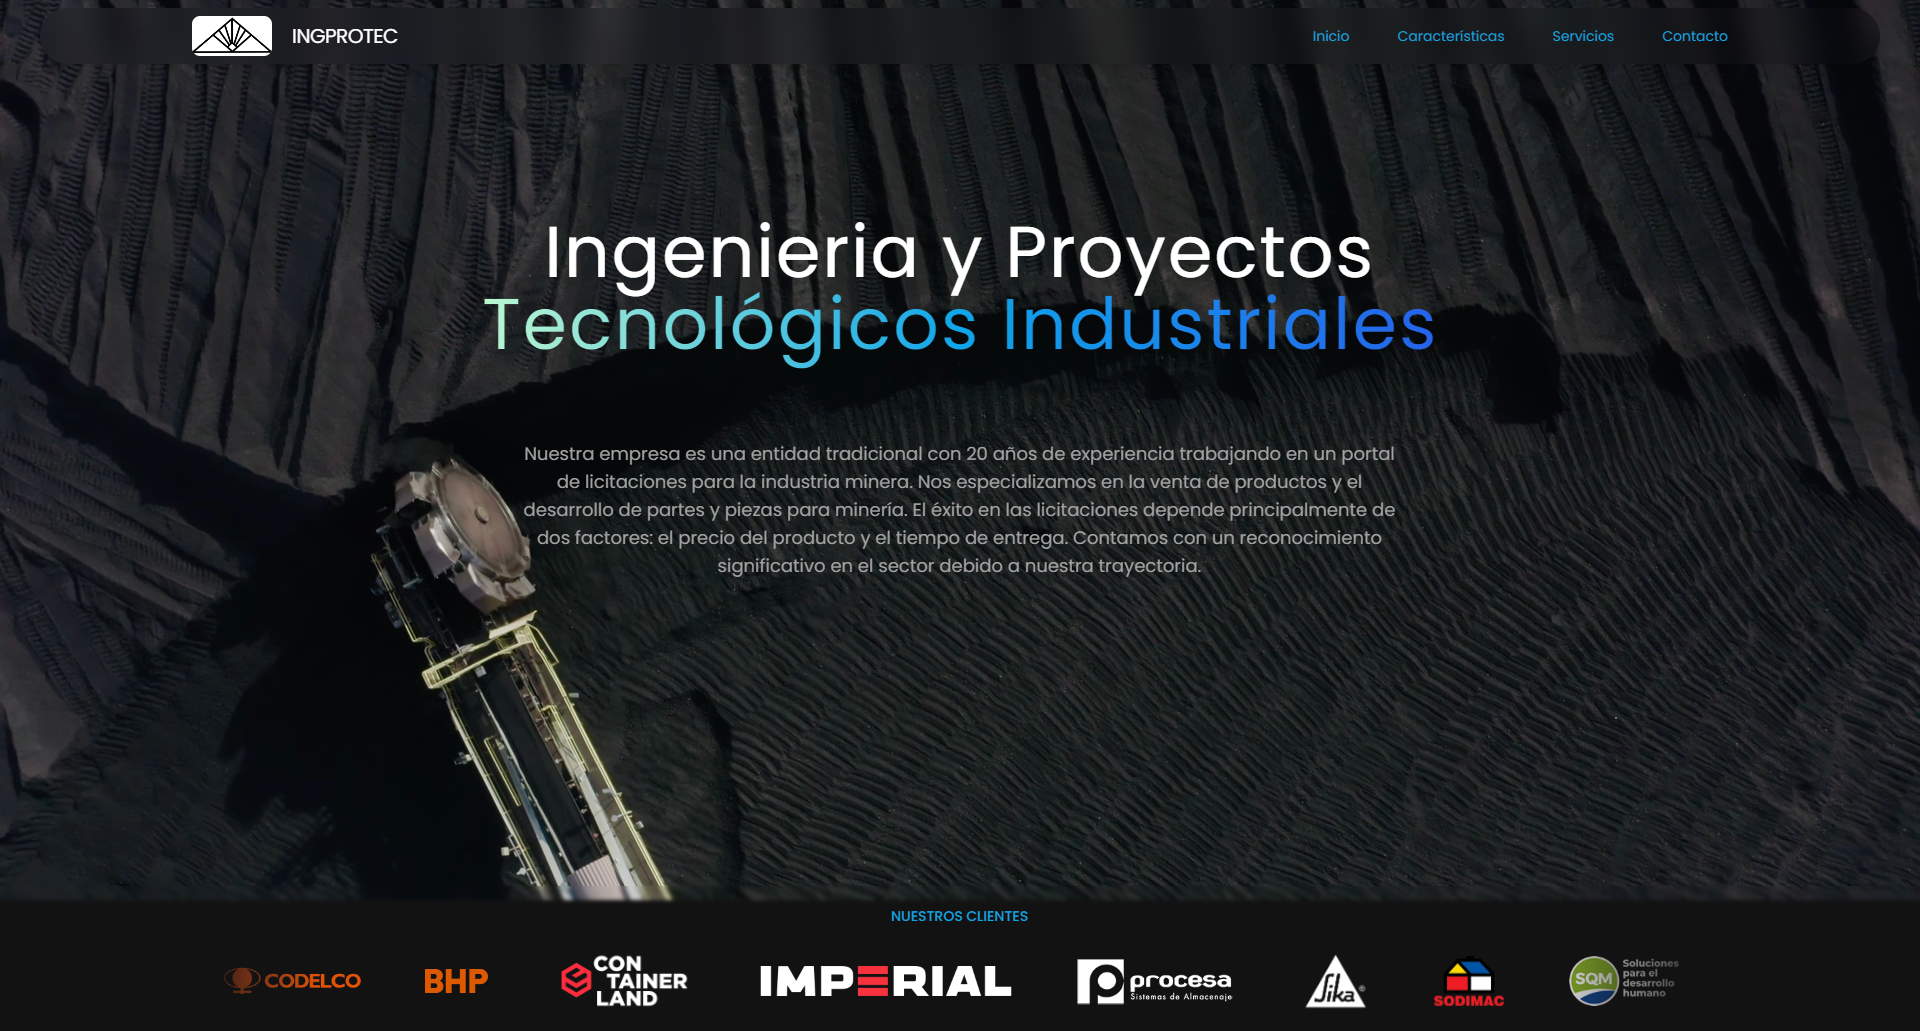 INGPROTEC
Inicio
Características
Servicios
Contacto
Ingenieria y Proyectos
Tecnológicos Industriales
Nuestra empresa es una entidad tradicional con 20 años de experiencia trabajando en un portal
de licitaciones para la industria minera. Nos especializamos en la venta de productos y el
desarrollo de partes y piezas para minería. El éxito en las licitaciones depende principalmente de
dos factores: el precio del producto y el tiempo de entrega. Contamos con un reconocimiento
significativo en el sector debido a nuestra trayectoria.
NUESTROS CLIENTES
CODELCO
BHP
CON
TAINER
LAND
IMPERIAL
procesa
Sistemas de Almacenaje
Sika®
SODIMAC
SQM
Soluciones
para el
desarrollo
humano